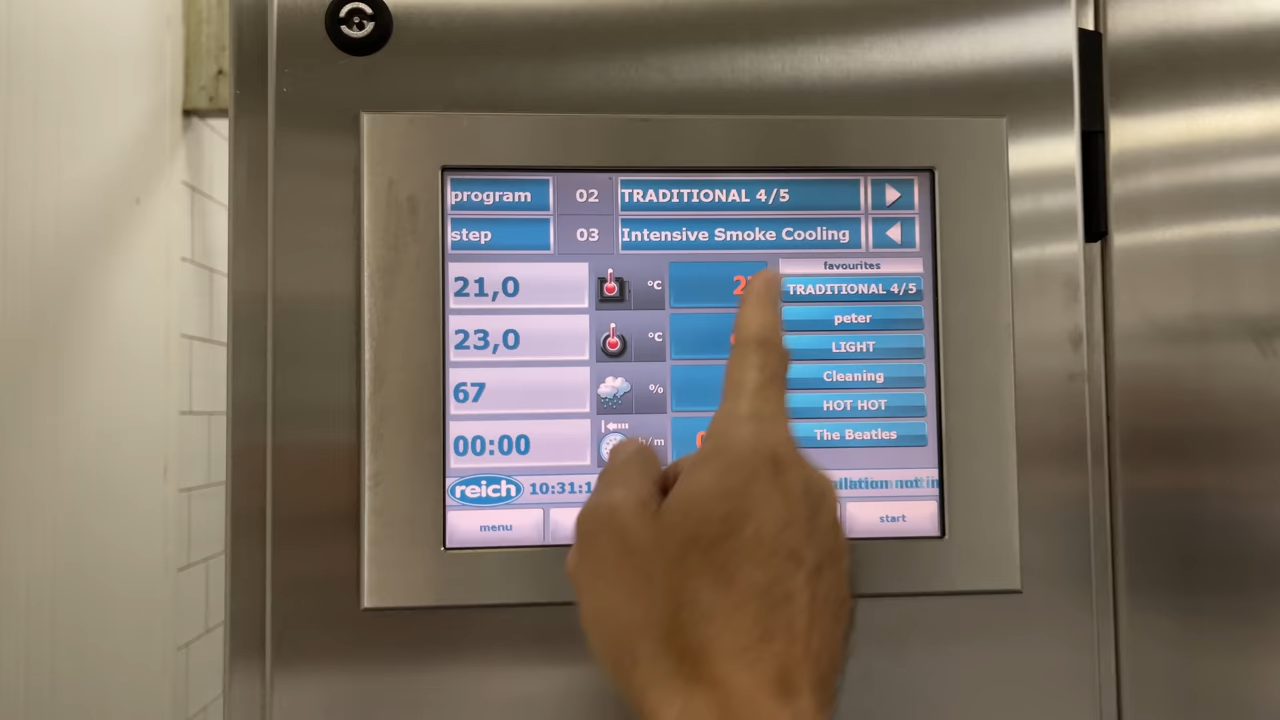 program 02 TRADITIONAL 4/5
step 03 Intensive Smoke Cooling
favourites
21,0 °C TRADITIONAL 4/5
peter
23,0 °C LIGHT
67 % Cleaning
HOT HOT
00:00 h/m The Beatles
reich 10:31:1
menu start